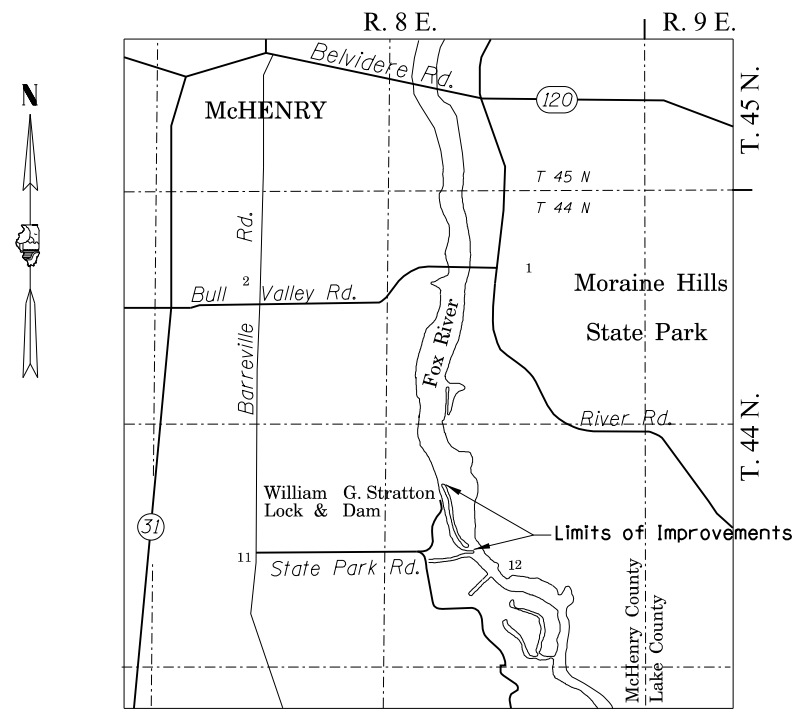 R. 8 E.
R. 9 E.
Belvidere Rd.
120
T. 45 N.
N
McHENRY
T 45 N
T 44 N
Rd.
1
2
Moraine Hills
State Park
Bull Valley Rd.
Barreville
Fox River
River Rd.
T. 44 N.
William G. Stratton
Lock & Dam
31
Limits of Improvements
11
State Park Rd.
12
McHenry County
Lake County